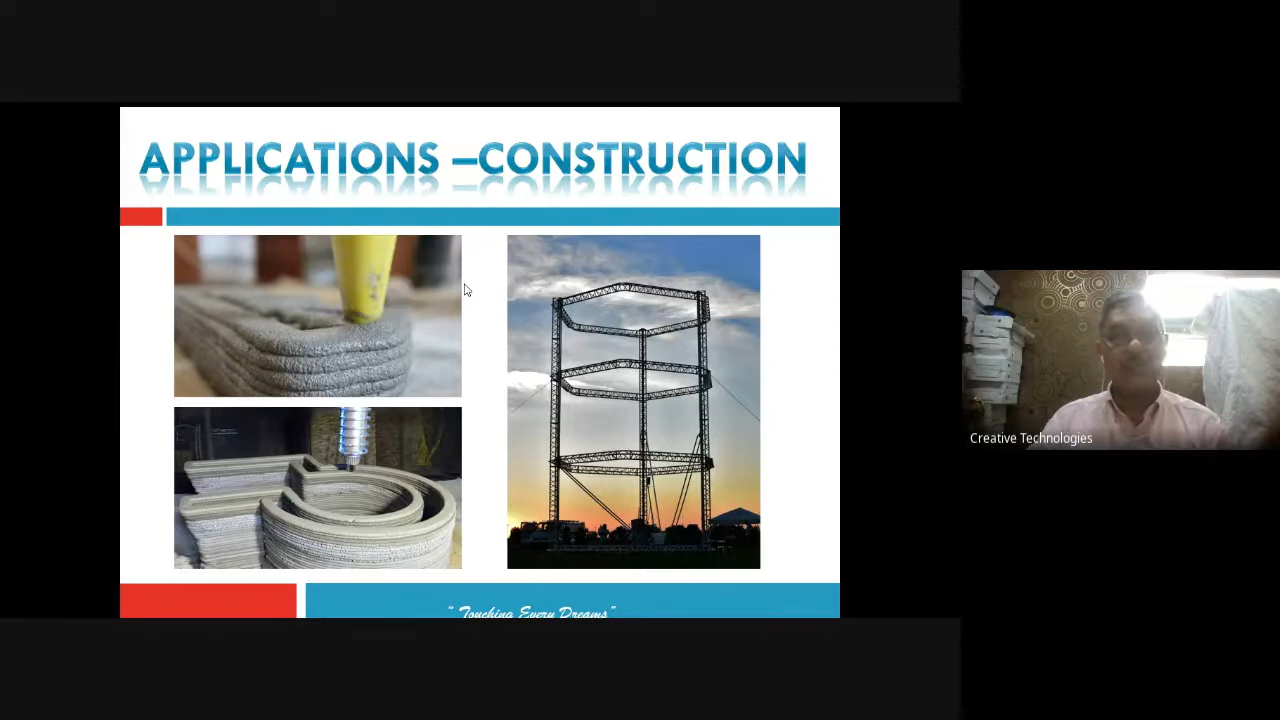 APPLICATIONS –CONSTRUCTION
Creative Technologies
“ Touching Every Dreams”